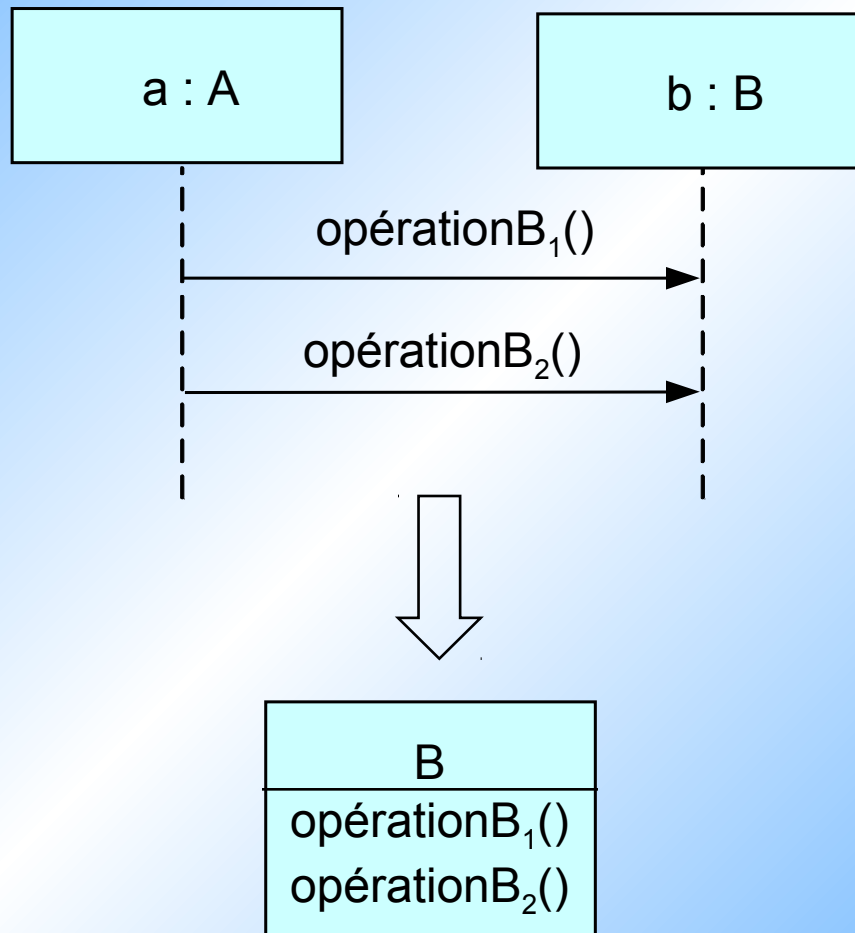 a : A
b : B
opérationB₁()
opérationB₂()
B
opérationB₁()
opérationB₂()